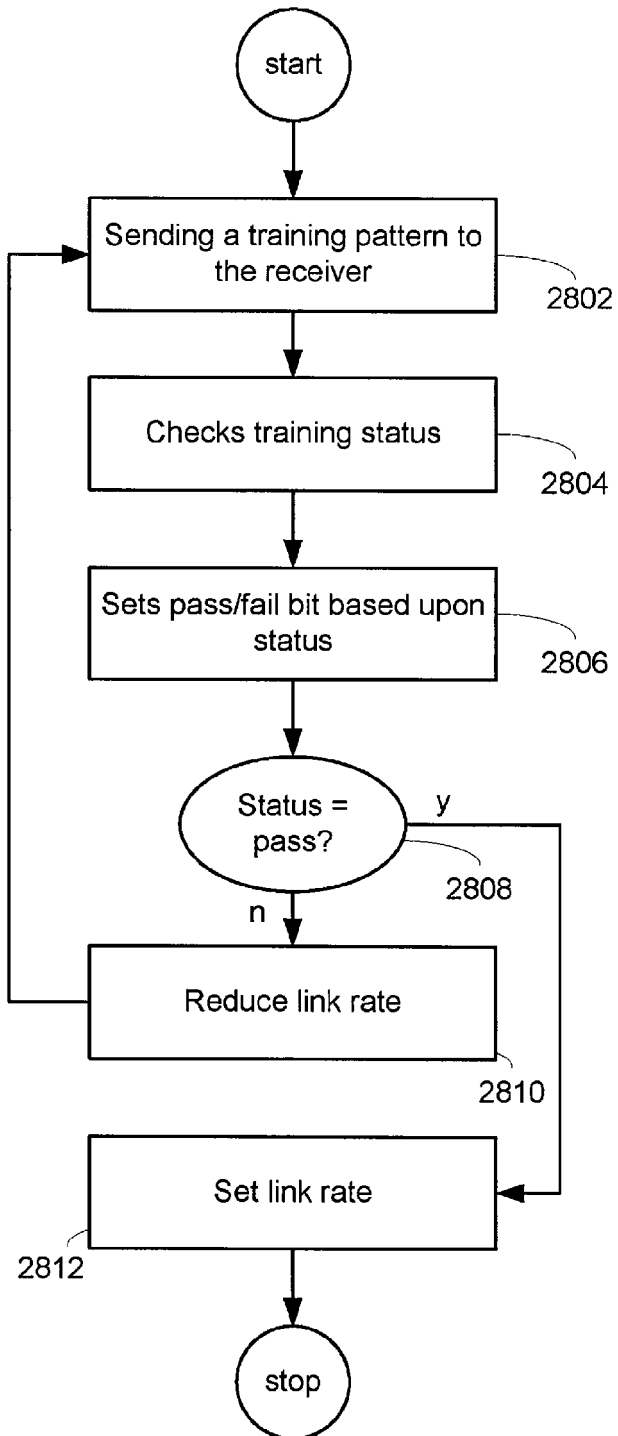 start
Sending a training pattern to
the receiver
2802
Checks training status
2804
Sets pass/fail bit based upon
status
2806
Status =
pass?
y
2808
n
Reduce link rate
2810
Set link rate
2812
stop